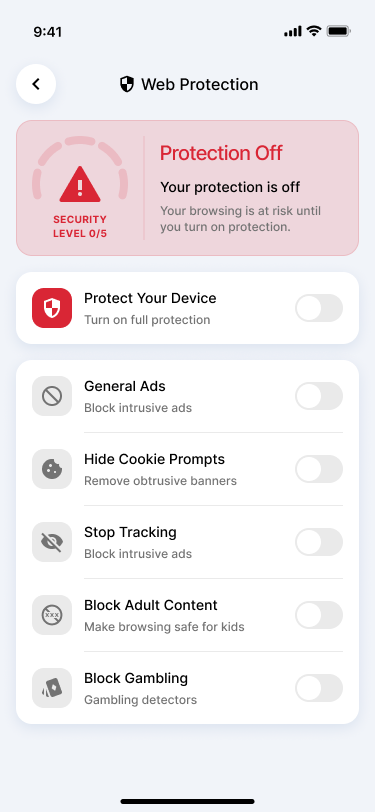 9:41
Web Protection
Protection Off
Your protection is off
Your browsing is at risk until
you turn on protection.
SECURITY
LEVEL 0/5
Protect Your Device
Turn on full protection
General Ads
Block intrusive ads
Hide Cookie Prompts
Remove obtrusive banners
Stop Tracking
Block intrusive ads
xxx
Block Adult Content
Make browsing safe for kids
Block Gambling
Gambling detectors